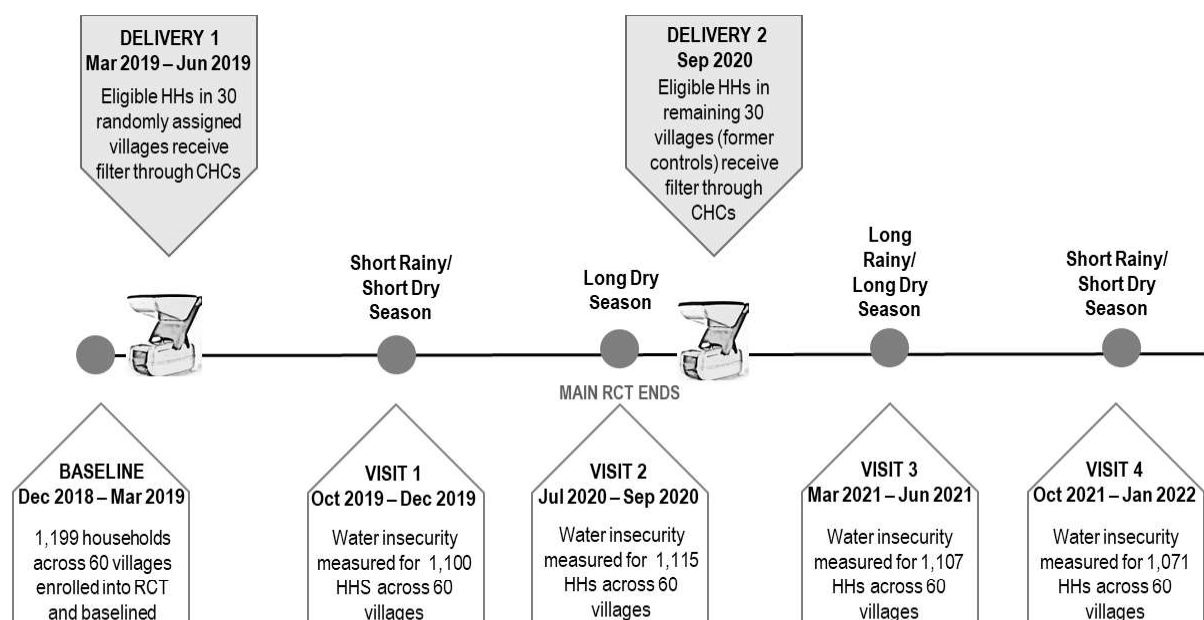 DELIVERY 1
Mar 2019 – Jun 2019
Eligible HHs in 30
randomly assigned
villages receive
filter through CHCs
DELIVERY 2
Sep 2020
Eligible HHs in
remaining 30
villages (former
controls) receive
filter through
CHCs
Short Rainy/
Short Dry
Season
Long Dry
Season
Long
Rainy/
Long Dry
Season
Short Rainy/
Short Dry
Season
MAIN RCT ENDS
BASELINE
Dec 2018 – Mar 2019
1,199 households
across 60 villages
enrolled into RCT
and baselined
VISIT 1
Oct 2019 – Dec 2019
Water insecurity
measured for 1,100
HHS across 60
villages
VISIT 2
Jul 2020 – Sep 2020
Water insecurity
measured for 1,115
HHs across 60
villages
VISIT 3
Mar 2021 – Jun 2021
Water insecurity
measured for 1,107
HHs across 60
villages
VISIT 4
Oct 2021 – Jan 2022
Water insecurity
measured for 1,071
HHs across 60
villages